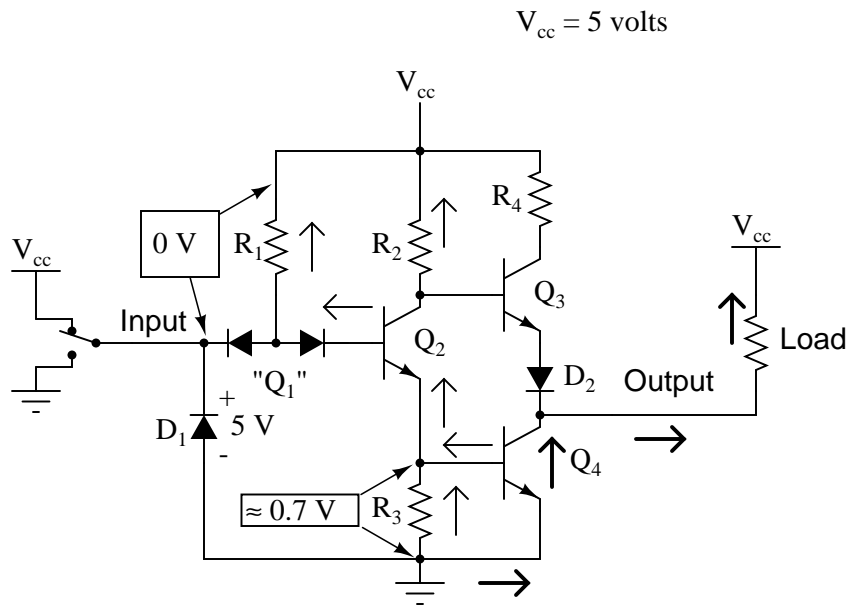 V_cc = 5 volts
V_cc
R_4
V_cc
0 V
R_1
R_2
V_cc
Q_3
Input
Q_2
Load
"Q_1"
D_2
Output
+
D_1
5 V
-
Q_4
≈ 0.7 V
R_3